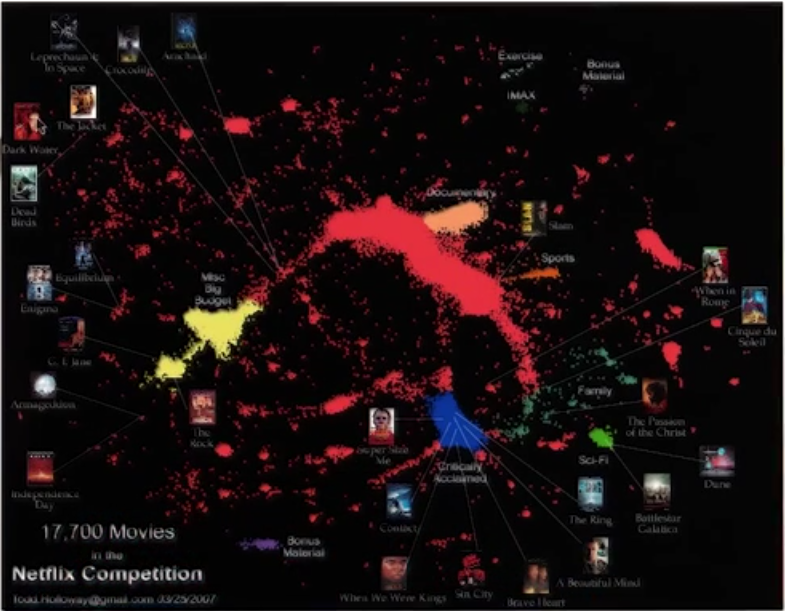 Leprechaun 4:
In Space
Crocodile
Arachnid
Exercise
Bonus
Material
IMAX
The Jacket
Dark Water
Dead
Birds
Documentary
Slam
Sports
Equilibrium
Enigma
Misc
Big
Budget
When in
Rome
Cirque du
Soleil
G. I. Jane
Armageddon
The
Rock
Family
The Passion
of the Christ
Super Size
Me
Critically
Acclaimed
Sci-Fi
Dune
Independence
Day
Contact
The Ring
Battlestar
Galatica
17,700 Movies
in the
Netflix Competition
Todd.Holloway@gmail.com 03/25/2007
Bonus
Material
When We Were Kings
Sin City
Brave Heart
A Beautiful Mind